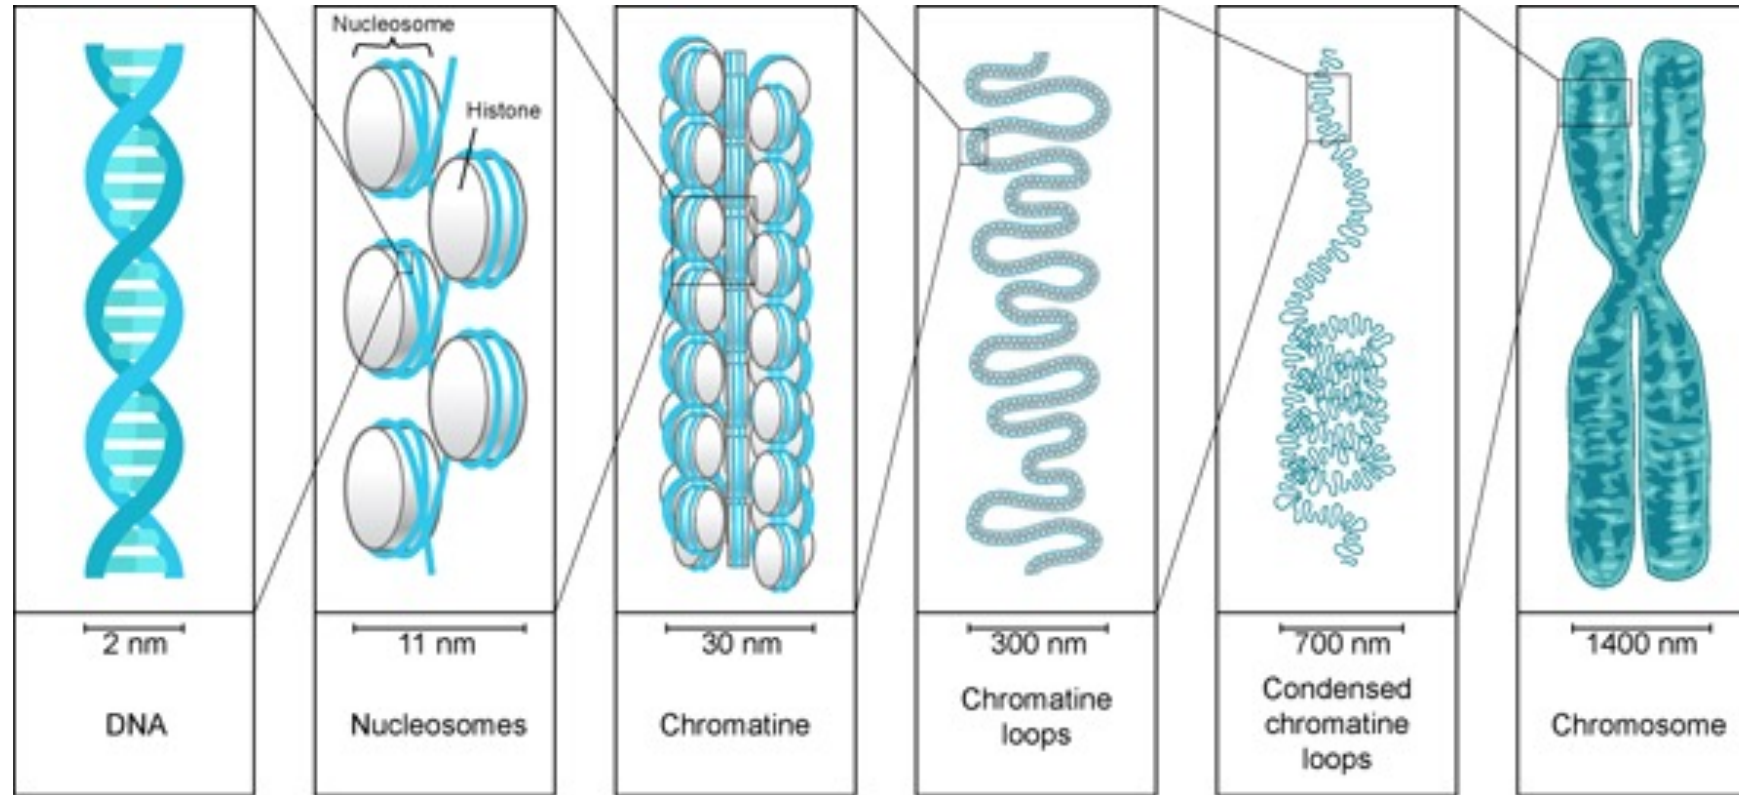 Nucleosome
Histone
2 nm
11 nm
30 nm
300 nm
700 nm
1400 nm
DNA
Nucleosomes
Chromatine
Chromatine
loops
Condensed
chromatine
loops
Chromosome